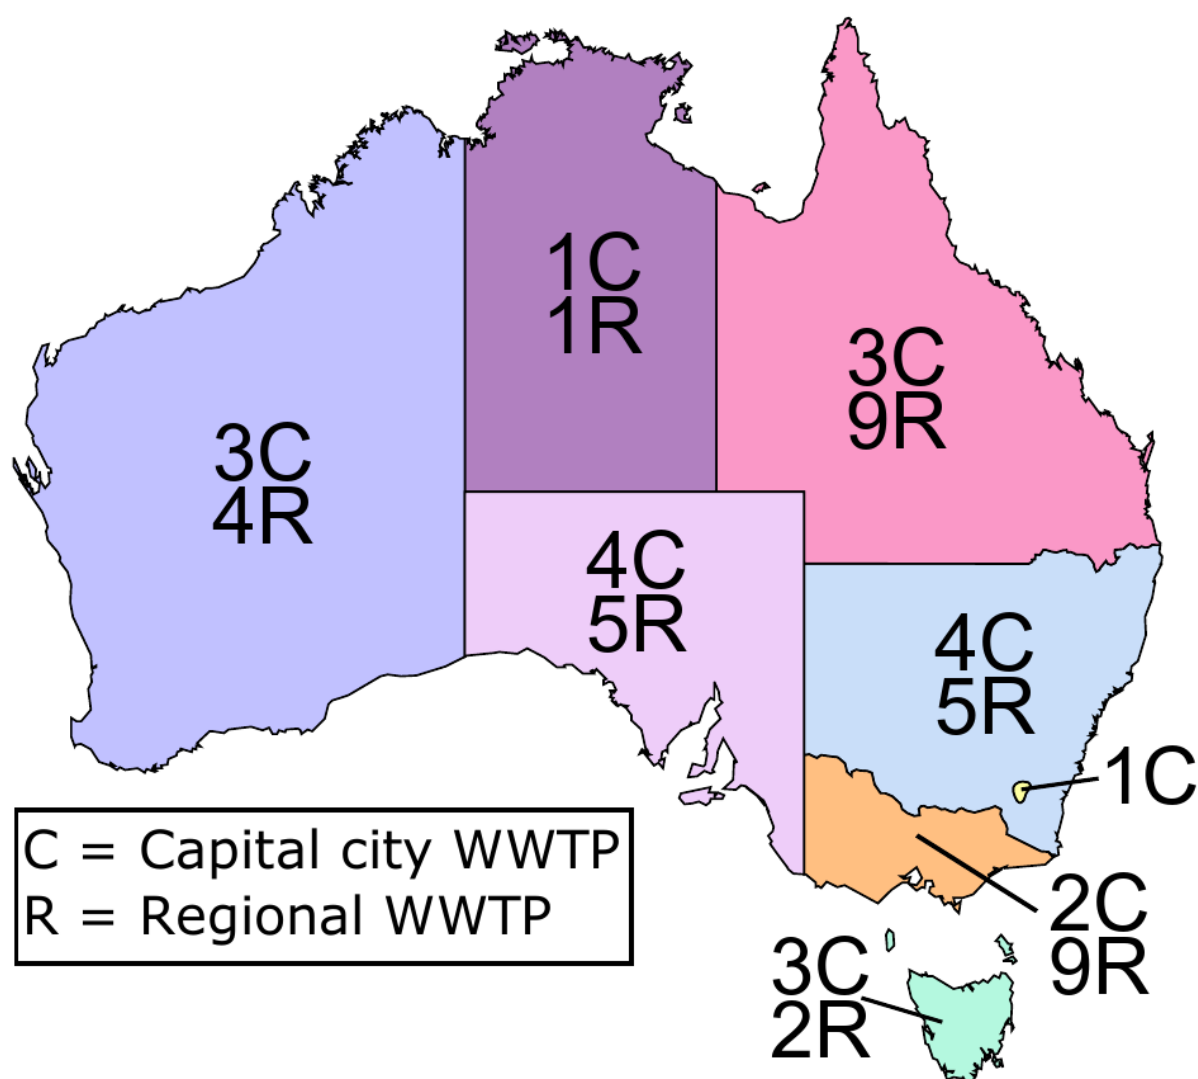 1C
1R
3C
9R
3C
4R
4C
5R
4C
5R
1C
C = Capital city WWTP
R = Regional WWTP
2C
9R
3C
2R